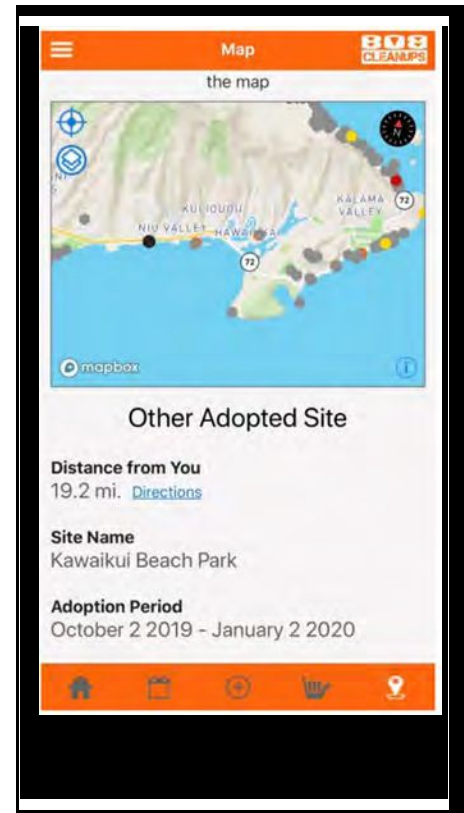 Map
808
CLEANUPS
the map
N
KULIOUOU
KALAMA
VALLEY
72
NIU VALLEY
HAWAII KAI
72
mapbox
i
Other Adopted Site
Distance from You
19.2 mi. Directions
Site Name
Kawaikui Beach Park
Adoption Period
October 2 2019 - January 2 2020